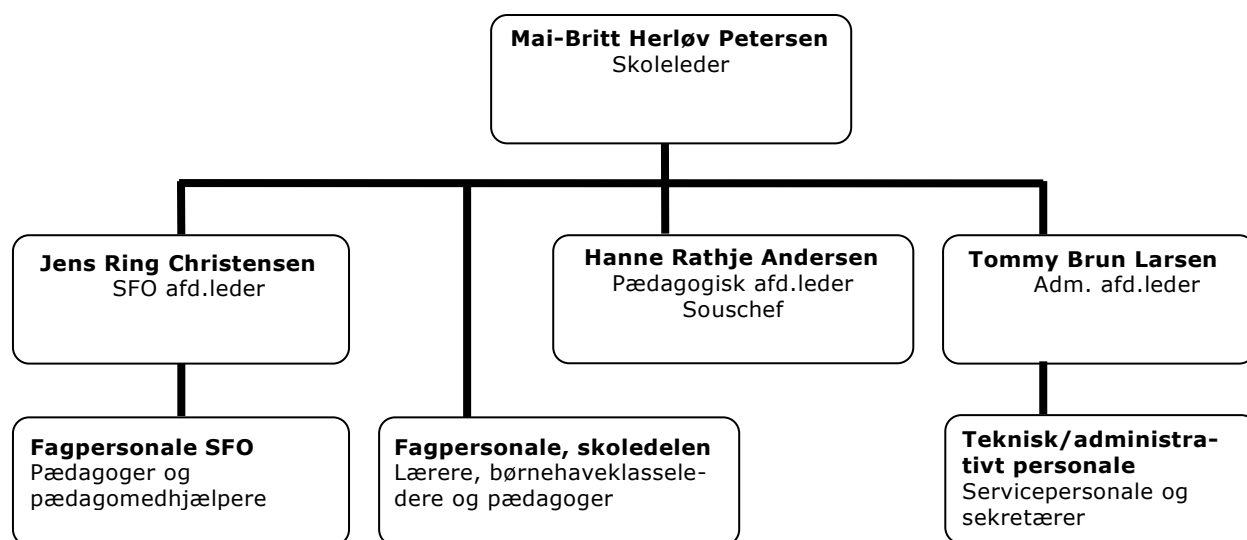 Mai-Britt Herløv Petersen
Skoleleder
Jens Ring Christensen
SFO afd.leder
Hanne Rathje Andersen
Pædagogisk afd.leder
Souschef
Tommy Brun Larsen
Adm. afd.leder
Fagpersonale SFO
Pædagoger og
pædagomedhjælpere
Fagpersonale, skoledelen
Lærere, børnehaveklassele-
dere og pædagoger
Teknisk/administra-
tivt personale
Servicepersonale og
sekretærer